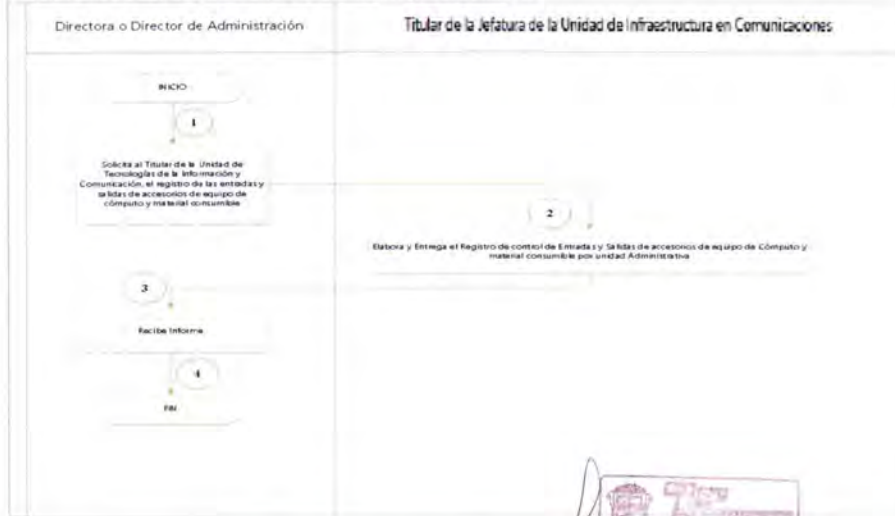 Directora o Director de Administración
Titular de la Jefatura de la Unidad de Infraestructura en Comunicaciones
INICIO
1
Solicita al Titular de la Unidad de
Tecnologías de la Información y
Comunicación, el registro de las entradas y
salidas de accesorios de equipo de
cómputo y material consumible
2
Elabora y Entrega el Registro de control de Entradas y Salidas de accesorios de equipo de Cómputo y
material consumible por unidad Administrativa
3
Recibe Informe
4
FIN